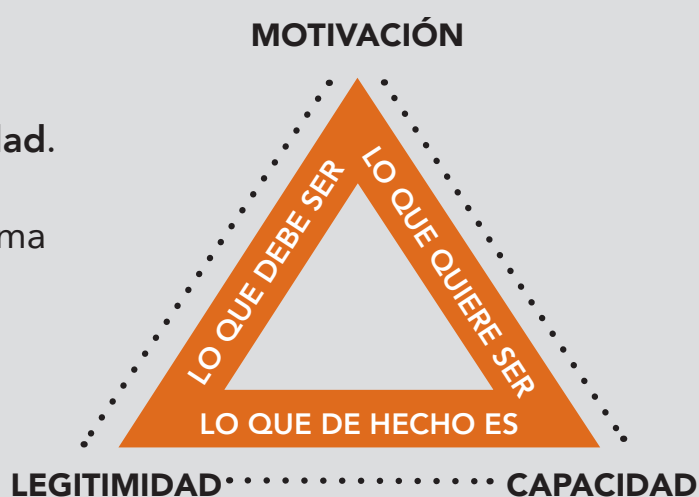 MOTIVACIÓN
dad.
ma
LO QUE DEBE SER
LO QUE QUIERE SER
LO QUE DE HECHO ES
LEGITIMIDAD
CAPACIDAD